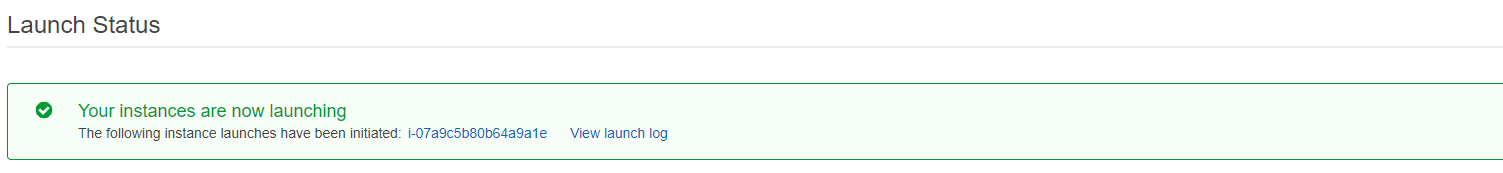 Launch Status
Your instances are now launching
The following instance launches have been initiated: i-07a9c5b80b64a9a1e View launch log